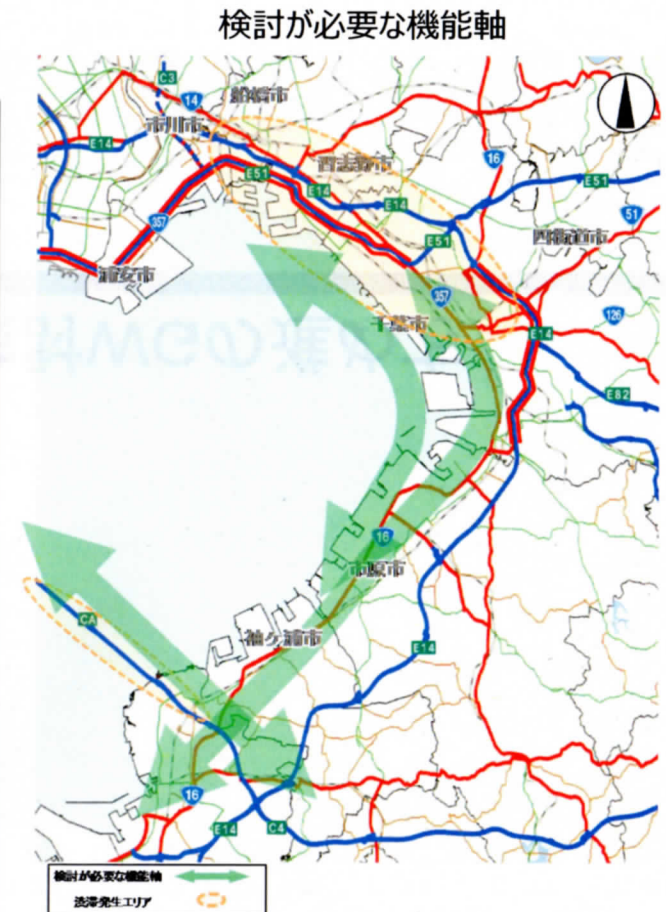 検討が必要な機能軸
C3
14
船橋市
市川市
E14
習志野市
16
E51
E51
E14
E14
51
357
E51
四街道市
浦安市
357
千葉市
126
E14
E82
16
市原市
CA
袖ケ浦市
E14
16
E14
C4
検討が必要な機能軸
渋滞発生エリア